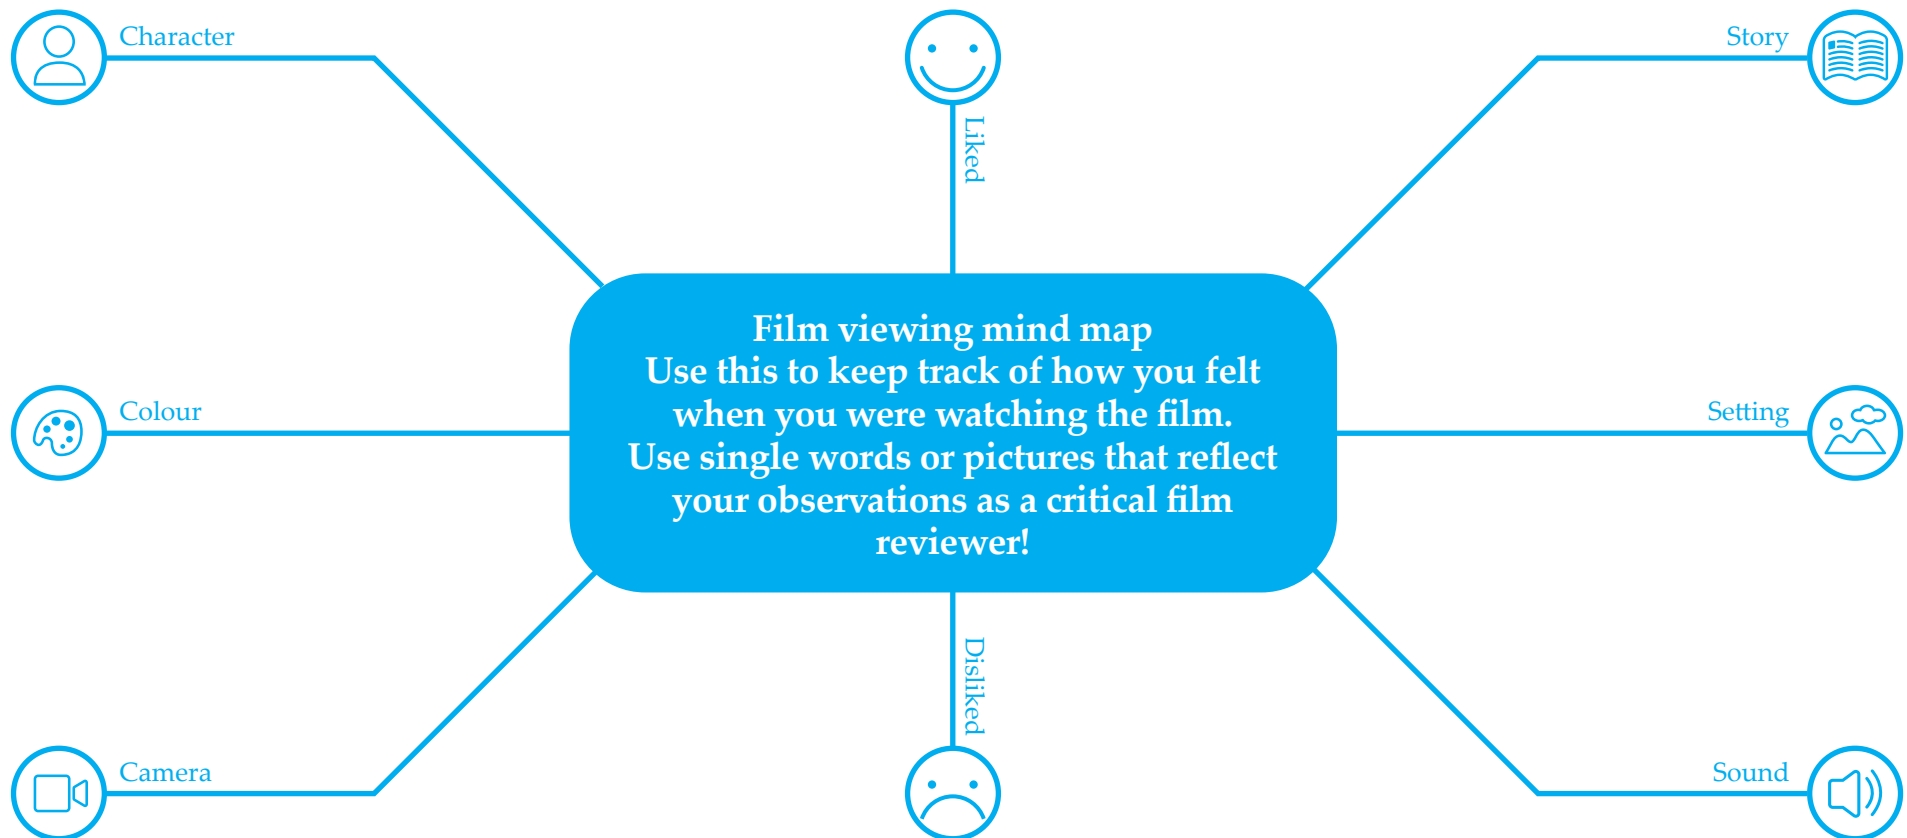 Character
Liked
Story
Film viewing mind map
Use this to keep track of how you felt
when you were watching the film.
Use single words or pictures that reflect
your observations as a critical film
reviewer!
Colour
Setting
Disliked
Camera
Sound